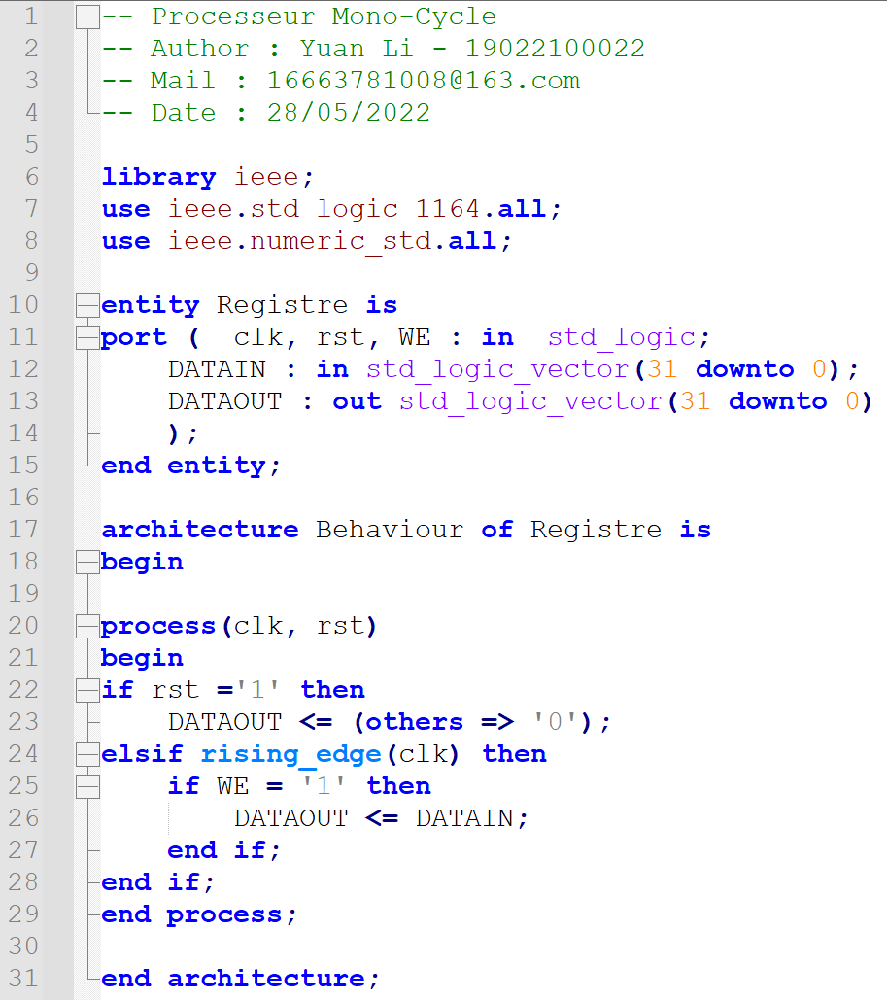 1 -- Processeur Mono-Cycle
2 -- Author : Yuan Li - 19022100022
3 -- Mail : 16663781008@163.com
4 -- Date : 28/05/2022
5
6 library ieee;
7 use ieee.std_logic_1164.all;
8 use ieee.numeric_std.all;
9
10 entity Registre is
11 port (  clk, rst, WE : in  std_logic;
12     DATAIN : in std_logic_vector(31 downto 0);
13     DATAOUT : out std_logic_vector(31 downto 0)
14     );
15 end entity;
16
17 architecture Behaviour of Registre is
18 begin
19
20 process(clk, rst)
21 begin
22 if rst ='1' then
23     DATAOUT <= (others => '0');
24 elsif rising_edge(clk) then
25     if WE = '1' then
26         DATAOUT <= DATAIN;
27     end if;
28 end if;
29 end process;
30
31 end architecture;